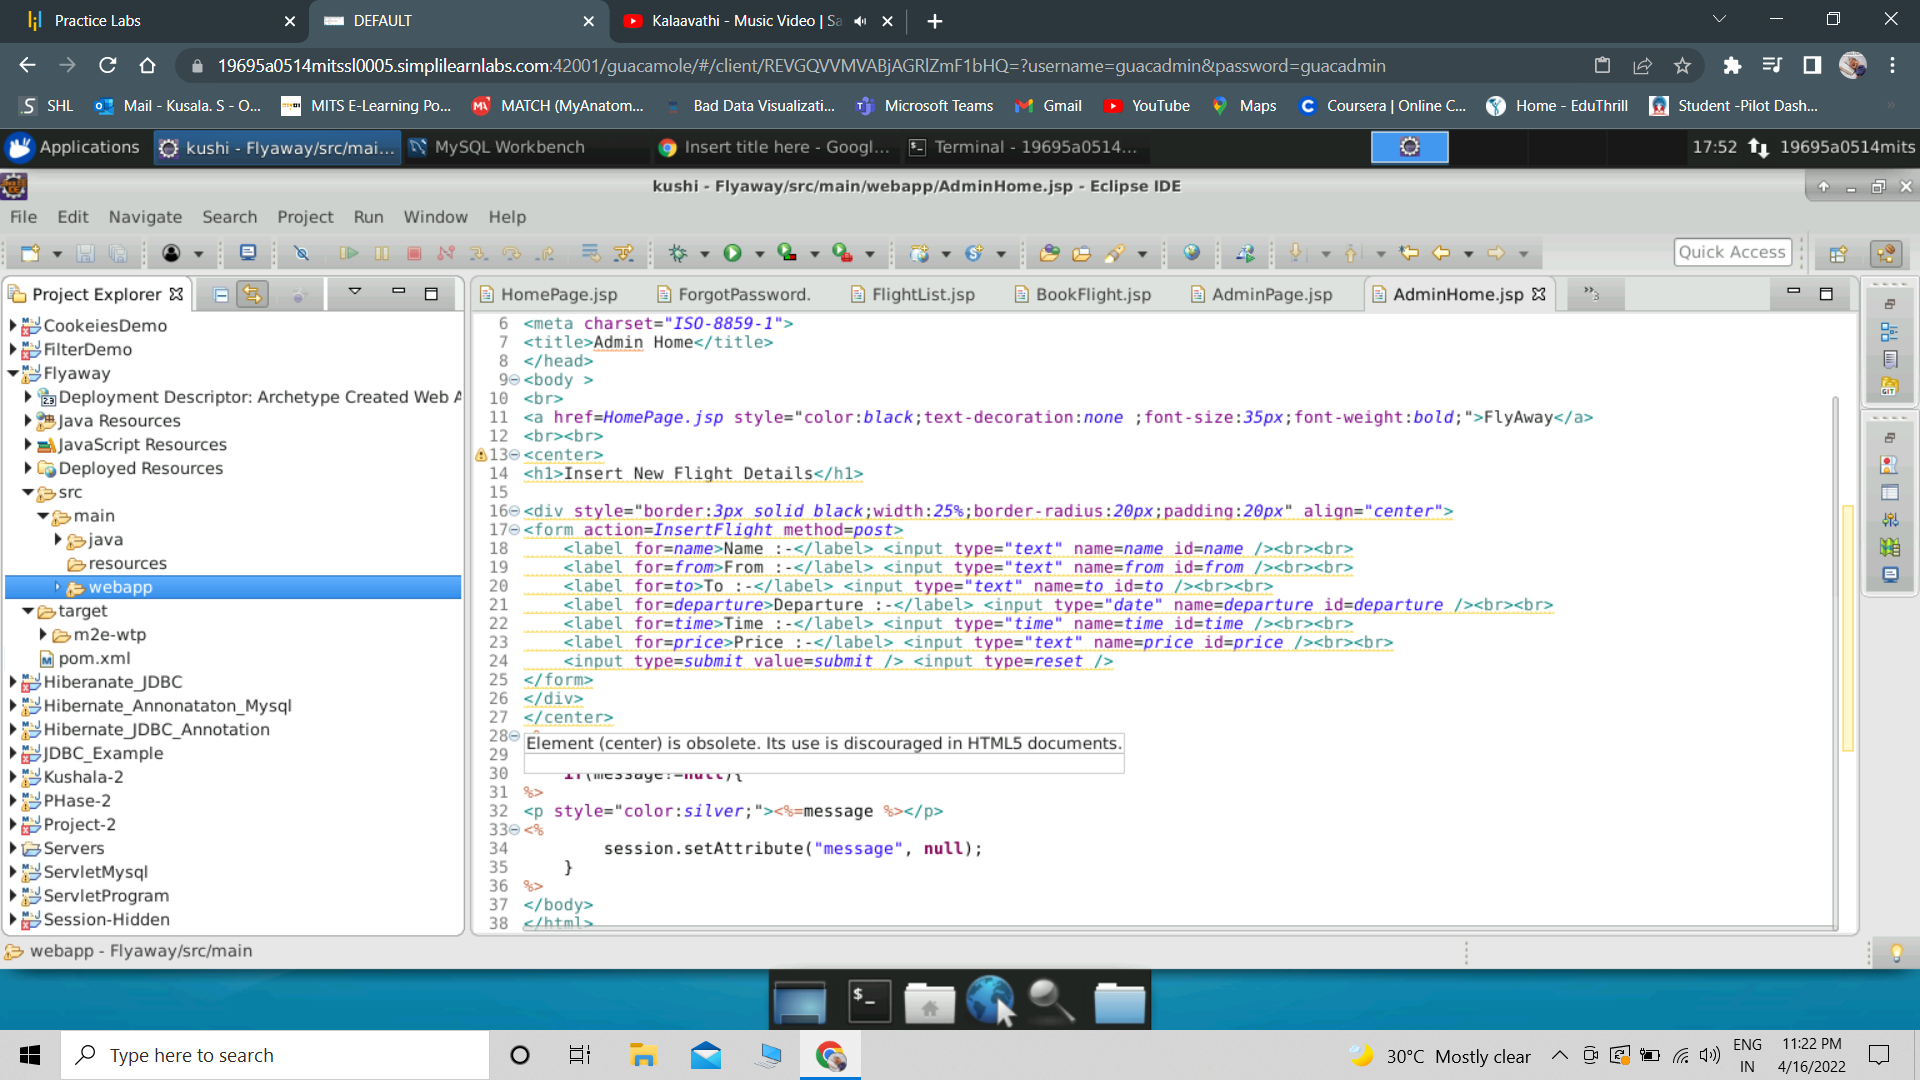 Practice Labs
DEFAULT
Kalaavathi - Music Video | Sa
19695a0514mitssl0005.simplilearnlabs.com:42001/guacamole/#/client/REVGQVVMVABjAGRlZmF1bHQ=?username=guacadmin&password=guacadmin
SHL
Mail - Kusala. S - O...
MITS E-Learning Po...
MATCH (MyAnatom...
Bad Data Visualizati...
Microsoft Teams
Gmail
YouTube
Maps
Coursera | Online C...
Home - EduThrill
Student -Pilot Dash...
Applications
kushi - Flyaway/src/mai...
MySQL Workbench
Insert title here - Googl...
Terminal - 19695a0514...
17:52
19695a0514mits
kushi - Flyaway/src/main/webapp/AdminHome.jsp - Eclipse IDE
File Edit Navigate Search Project Run Window Help
Quick Access
Project Explorer
HomePage.jsp
ForgotPassword.
FlightList.jsp
BookFlight.jsp
AdminPage.jsp
AdminHome.jsp
3
CookeiesDemo
FilterDemo
Flyaway
Deployment Descriptor: Archetype Created Web A
Java Resources
JavaScript Resources
Deployed Resources
src
main
java
resources
webapp
target
m2e-wtp
pom.xml
Hiberanate_JDBC
Hibernate_Annonataton_Mysql
Hibernate_JDBC_Annotation
JDBC_Example
Kushala-2
PHase-2
Project-2
Servers
ServletMysql
ServletProgram
Session-Hidden
6 <meta charset="ISO-8859-1">
7 <title>Admin Home</title>
8 </head>
9 <body >
10 <br>
11 <a href=HomePage.jsp style="color:black;text-decoration:none ;font-size:35px;font-weight:bold;">FlyAway</a>
12 <br><br>
13 <center>
14 <h1>Insert New Flight Details</h1>
15
16 <div style="border:3px solid black;width:25%;border-radius:20px;padding:20px" align="center">
17 <form action=InsertFlight method=post>
18 <label for=name>Name :-</label> <input type="text" name=name id=name /><br><br>
19 <label for=from>From :-</label> <input type="text" name=from id=from /><br><br>
20 <label for=to>To :-</label> <input type="text" name=to id=to /><br><br>
21 <label for=departure>Departure :-</label> <input type="date" name=departure id=departure /><br><br>
22 <label for=time>Time :-</label> <input type="time" name=time id=time /><br><br>
23 <label for=price>Price :-</label> <input type="text" name=price id=price /><br><br>
24 <input type=submit value=submit /> <input type=reset />
25 </form>
26 </div>
27 </center>
28
Element (center) is obsolete. Its use is discouraged in HTML5 documents.
29
30 if(message!=null){
31 %>
32 <p style="color:silver;"><%=message %></p>
33 <%
34 session.setAttribute("message", null);
35 }
36 %>
37 </body>
38 </html>
webapp - Flyaway/src/main
Type here to search
30°C Mostly clear
ENG
IN
11:22 PM
4/16/2022